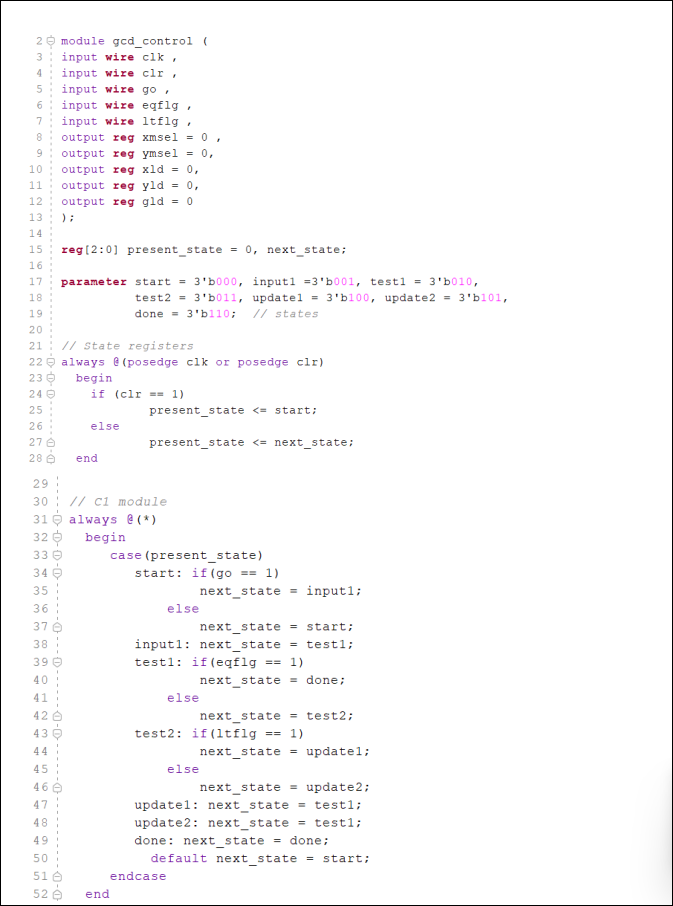 2 module gcd_control (
3 input wire clk ,
4 input wire clr ,
5 input wire go ,
6 input wire eqflg ,
7 input wire ltflg ,
8 output reg xmsel = 0 ,
9 output reg ymsel = 0,
10 output reg xld = 0,
11 output reg yld = 0,
12 output reg gld = 0
13 );
14
15 reg[2:0] present_state = 0, next_state;
16
17 parameter start = 3'b000, input1 =3'b001, test1 = 3'b010,
18 test2 = 3'b011, update1 = 3'b100, update2 = 3'b101,
19 done = 3'b110; // states
20
21 // State registers
22 always @(posedge clk or posedge clr)
23 begin
24 if (clr == 1)
25 present_state <= start;
26 else
27 present_state <= next_state;
28 end
29
30 // C1 module
31 always @(*)
32 begin
33 case(present_state)
34 start: if(go == 1)
35 next_state = input1;
36 else
37 next_state = start;
38 input1: next_state = test1;
39 test1: if(eqflg == 1)
40 next_state = done;
41 else
42 next_state = test2;
43 test2: if(ltflg == 1)
44 next_state = update1;
45 else
46 next_state = update2;
47 update1: next_state = test1;
48 update2: next_state = test1;
49 done: next_state = done;
50 default next_state = start;
51 endcase
52 end